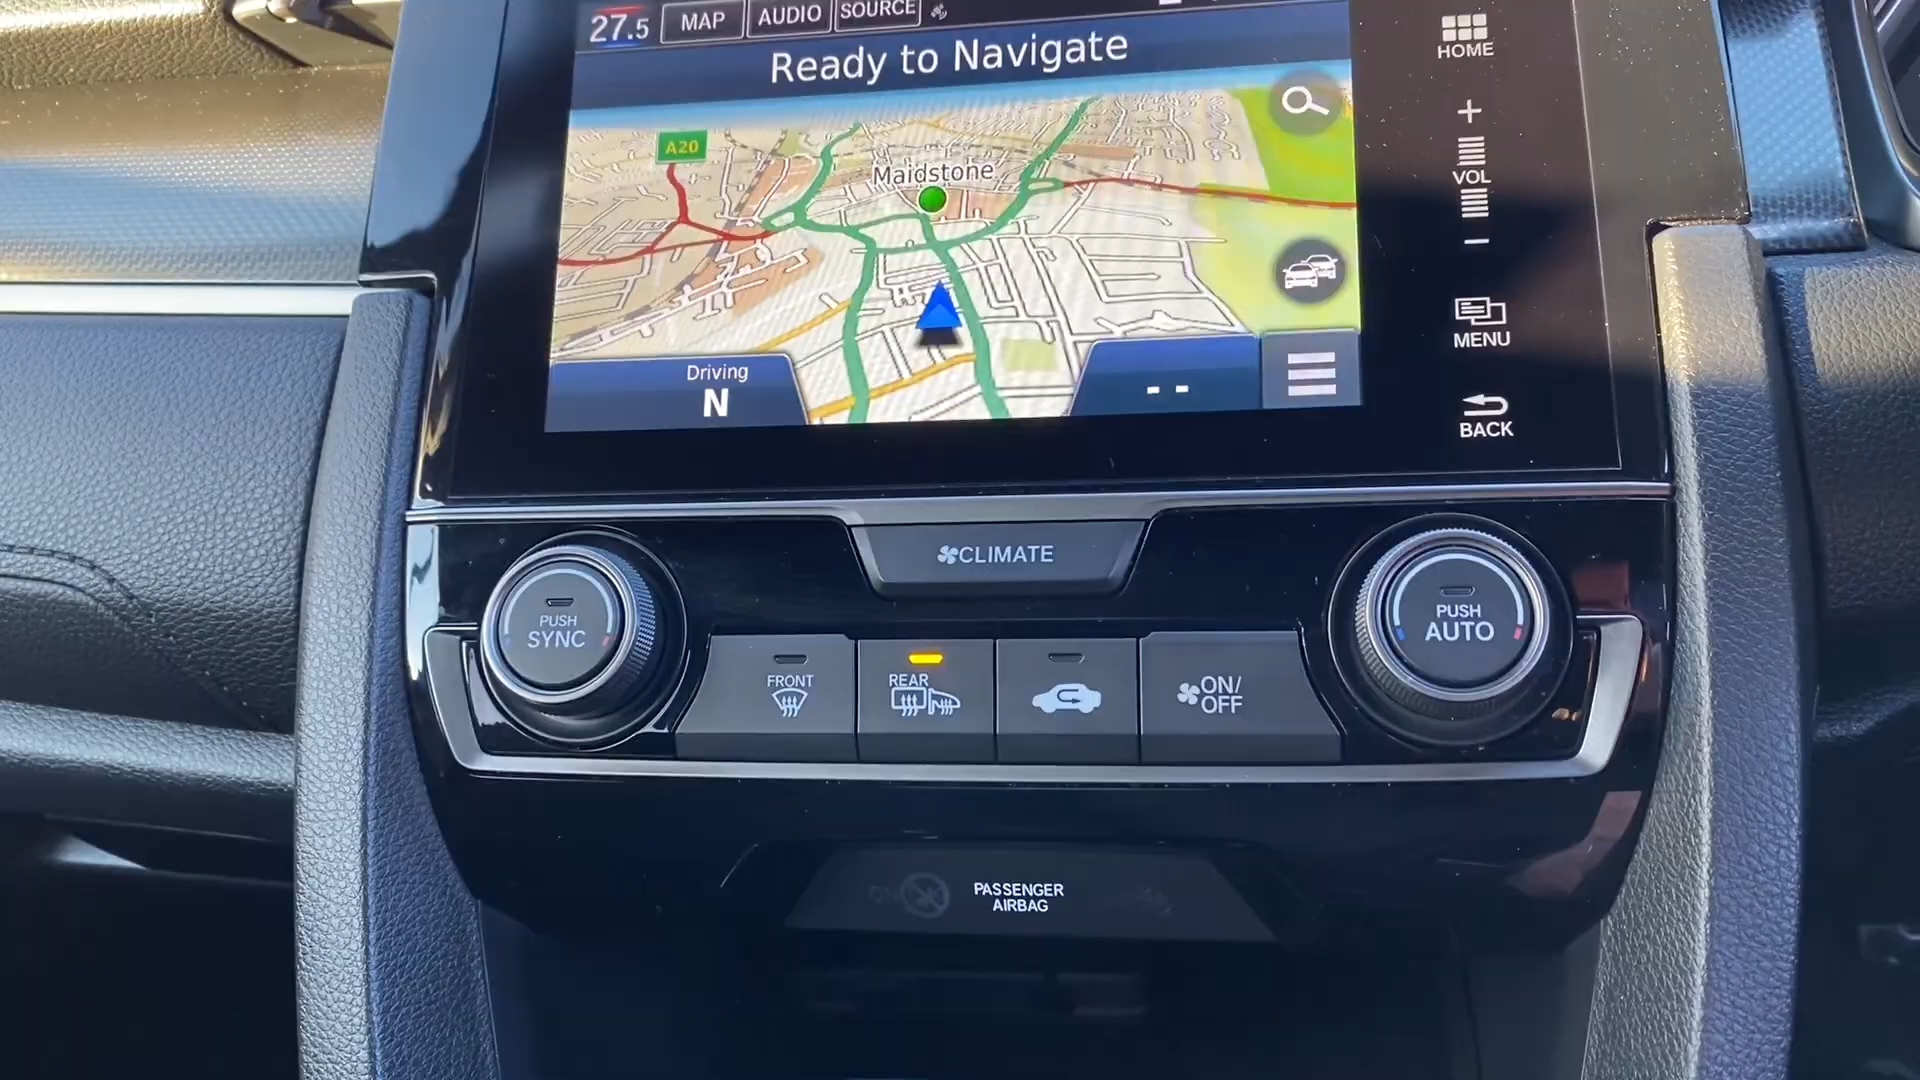 27.5
MAP
AUDIO
SOURCE
Ready to Navigate
A20
Maidstone
Driving
N
- -
HOME
+
VOL
-
MENU
BACK
CLIMATE
PUSH
SYNC
FRONT
REAR
ON/
OFF
PUSH
AUTO
PASSENGER
AIRBAG